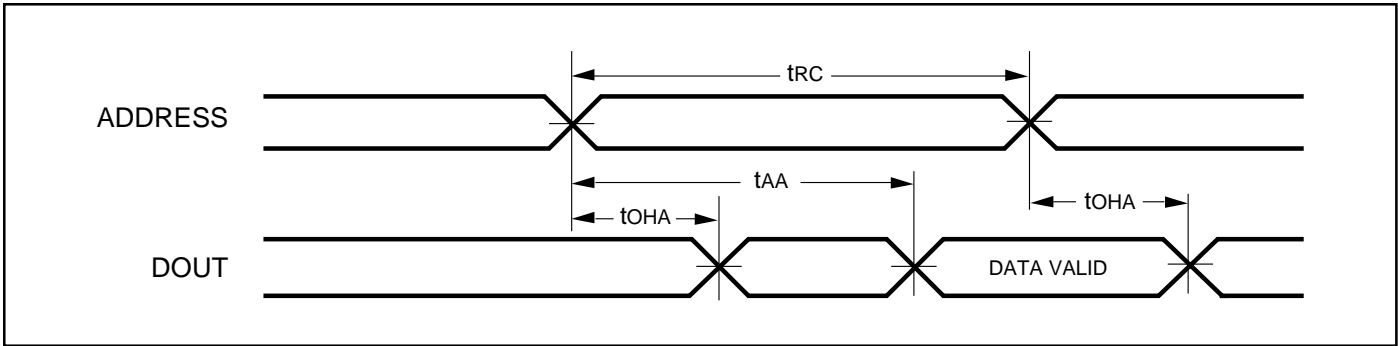 tRC
ADDRESS
tAA
tOHA
tOHA
DOUT
DATA VALID